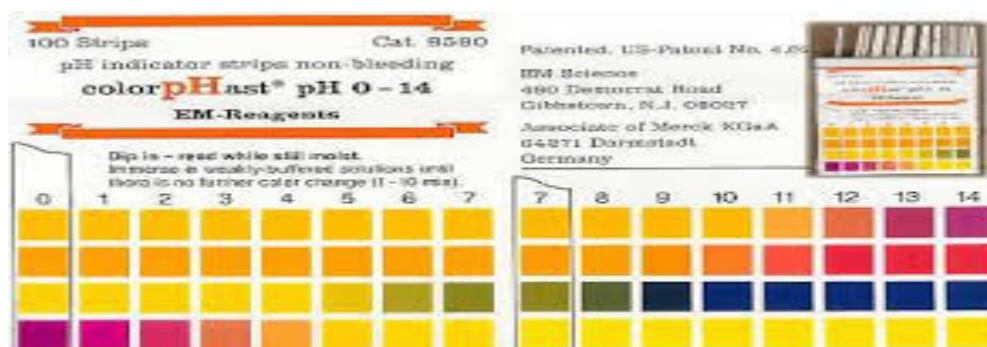 100 Strips Cat. 9590
pH indicator strips non-bleeding
colorpHast® pH 0 - 14
EM-Reagents
Dip in - read while still moist.
Immerse in weakly-buffered solutions until
there is no further color change (1 - 10 min).
0 1 2 3 4 5 6 7
Patented, US-Patent No.
EM Science
480 Democrat Road
Gibbstown, N.J. 08027
Associate of Merck KGaA
64271 Darmstadt
Germany
7 8 9 10 11 12 13 14